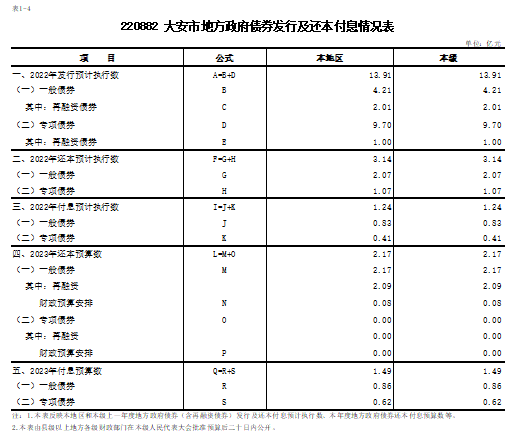 表1-4
220882 大安市地方政府债券发行及还本付息情况表
单位：亿元
项 目 公式 本地区 本级
一、2022年发行预计执行数 A=B+D 13.91 13.91
（一）一般债券 B 4.21 4.21
其中：再融资债券 C 2.01 2.01
（二）专项债券 D 9.70 9.70
其中：再融资债券 E 1.00 1.00
二、2022年还本预计执行数 F=G+H 3.14 3.14
（一）一般债券 G 2.07 2.07
（二）专项债券 H 1.07 1.07
三、2022年付息预计执行数 I=J+K 1.24 1.24
（一）一般债券 J 0.83 0.83
（二）专项债券 K 0.41 0.41
四、2023年还本预算数 L=M+O 2.17 2.17
（一）一般债券 M 2.17 2.17
其中：再融资 2.09 2.09
财政预算安排 N 0.08 0.08
（二）专项债券 O 0.00 0.00
其中：再融资 0.00 0.00
财政预算安排 P 0.00 0.00
五、2023年付息预算数 Q=R+S 1.49 1.49
（一）一般债券 R 0.86 0.86
（二）专项债券 S 0.62 0.62
注：1.本表反映本地区和本级上一年度地方政府债券（含再融资债券）发行及还本付息预计执行数、本年度地方政府债券还本付息预算数等。
2.本表由县级以上地方各级财政部门在本级人民代表大会批准预算后二十日内公开。